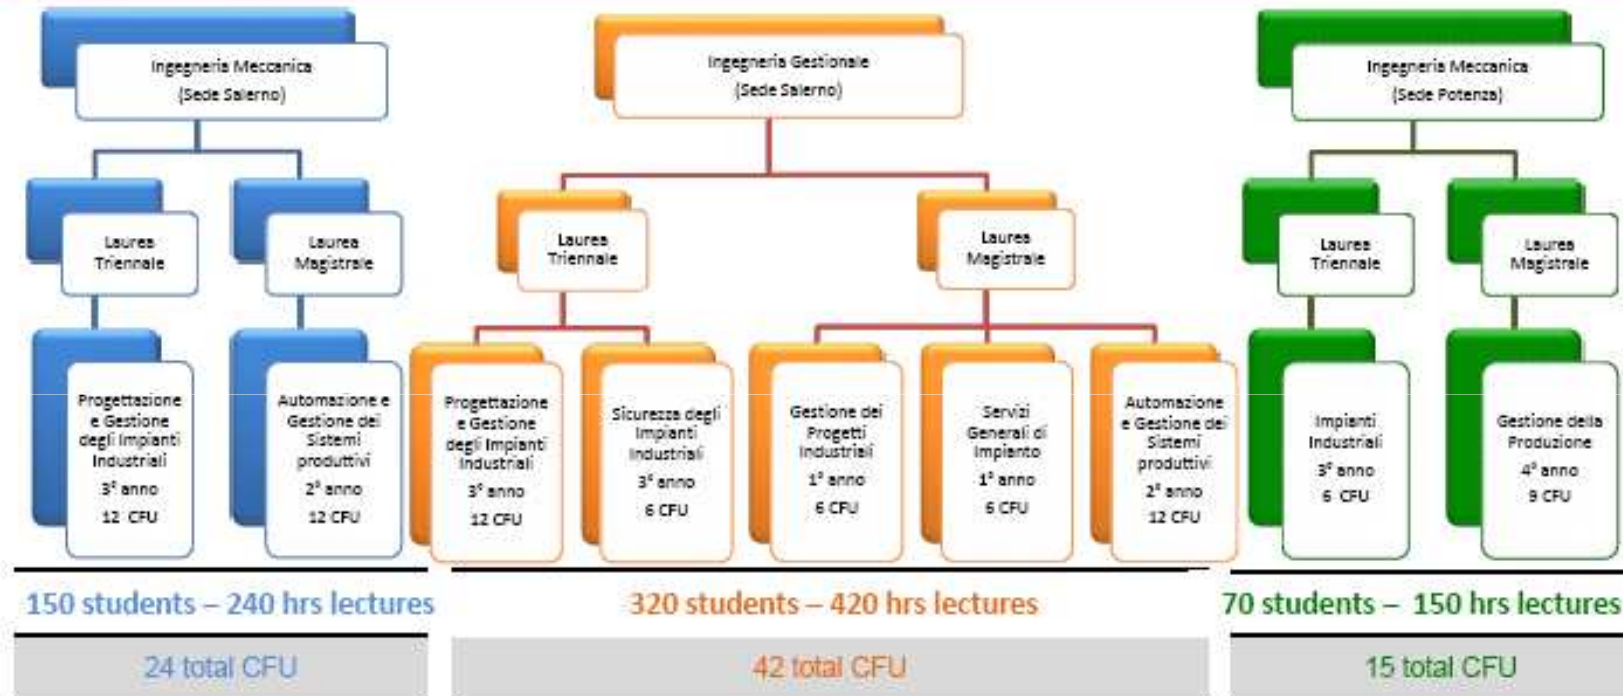 Ingegneria Meccanica
(Sede Salerno)
Ingegneria Gestionale
(Sede Salerno)
Ingegneria Meccanica
(Sede Potenza)
Laurea
Triennale
Laurea
Magistrale
Laurea
Triennale
Laurea
Magistrale
Laurea
Triennale
Laurea
Magistrale
Progettazione
e Gestione
degli Impianti
Industriali
3° anno
12 CFU
Automazione e
Gestione dei
Sistemi
produttivi
2° anno
12 CFU
Progettazione
e Gestione
degli Impianti
Industriali
3° anno
12 CFU
Sicurezza degli
Impianti
Industriali
3° anno
6 CFU
Gestione dei
Progetti
Industriali
1° anno
6 CFU
Servizi
Generali di
Impianto
1° anno
6 CFU
Automazione
e Gestione dei
Sistemi
produttivi
2° anno
12 CFU
Impianti
Industriali
3° anno
6 CFU
Gestione della
Produzione
4° anno
9 CFU
150 students – 240 hrs lectures
320 students – 420 hrs lectures
70 students – 150 hrs lectures
24 total CFU
42 total CFU
15 total CFU